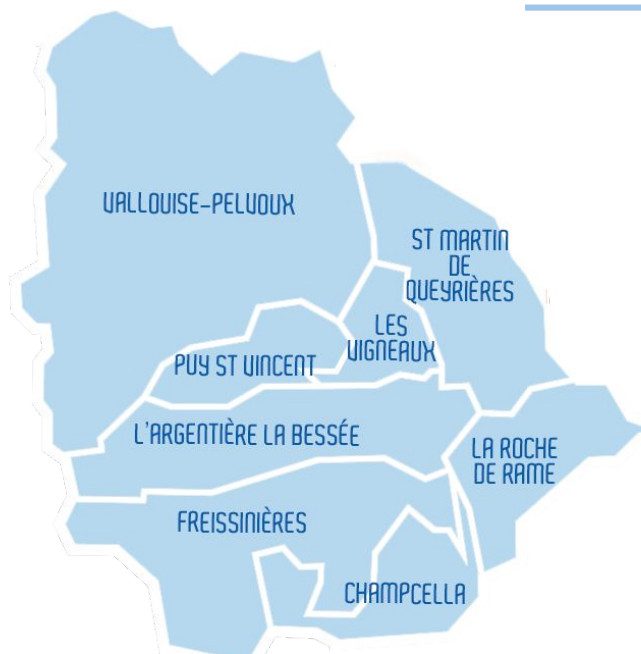 VALLOUISE-PELVOUX
ST MARTIN
DE
QUEYRIÈRES
LES
VIGNEAUX
PUY ST VINCENT
L'ARGENTIÈRE LA BESSÉE
LA ROCHE
DE RAME
FREISSINIÈRES
CHAMPCELLA